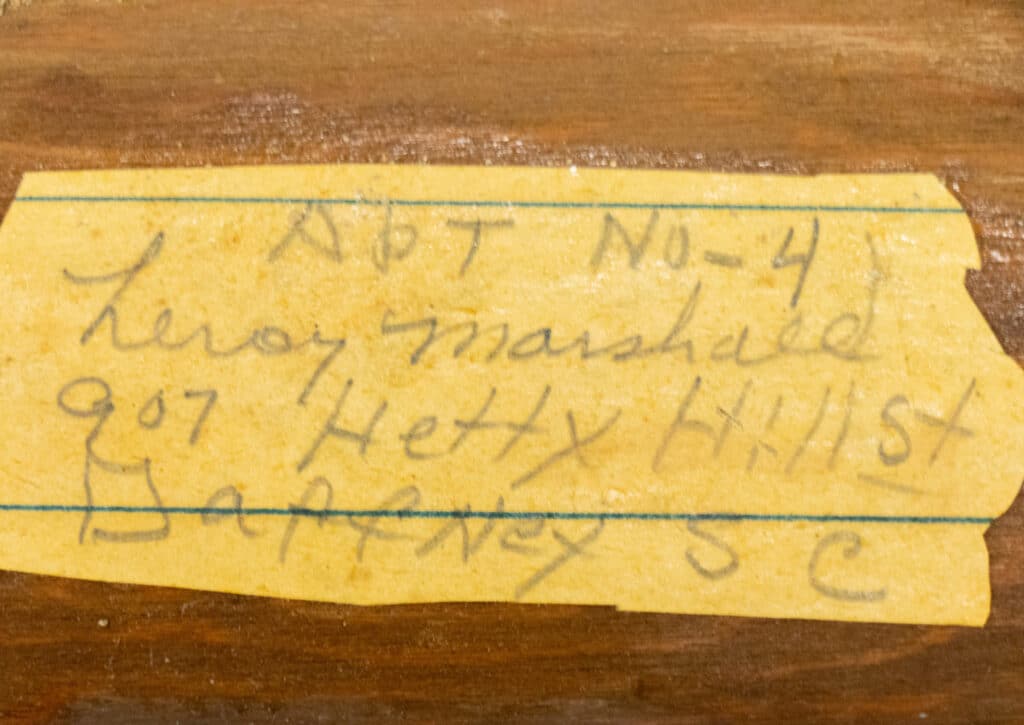 Apt No-4
Leroy Marshall
907 Hetty Hill St
Gaffney S C